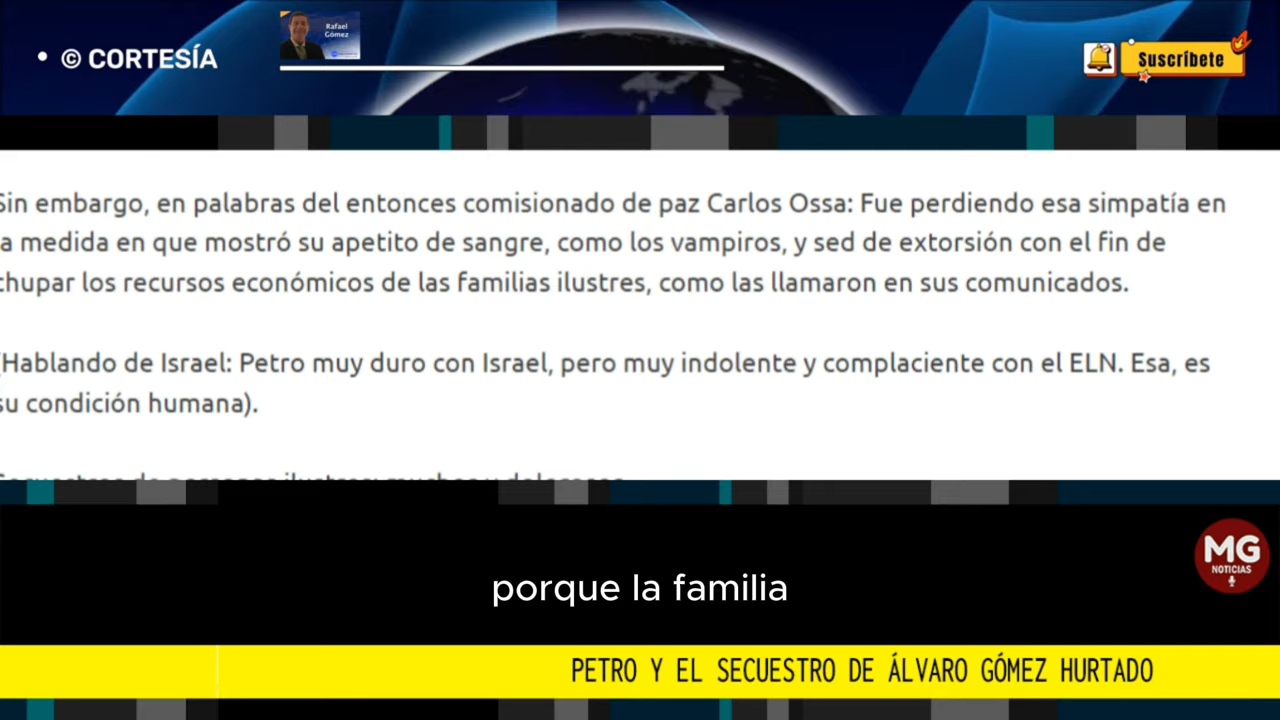 • © CORTESÍA
Rafael
Gómez
Suscríbete
Sin embargo, en palabras del entonces comisionado de paz Carlos Ossa: Fue perdiendo esa simpatía en
la medida en que mostró su apetito de sangre, como los vampiros, y sed de extorsión con el fin de
chupar los recursos económicos de las familias ilustres, como las llamaron en sus comunicados.
(Hablando de Israel: Petro muy duro con Israel, pero muy indolente y complaciente con el ELN. Esa, es
su condición humana).
MG
NOTICIAS
porque la familia
PETRO Y EL SECUESTRO DE ÁLVARO GÓMEZ HURTADO